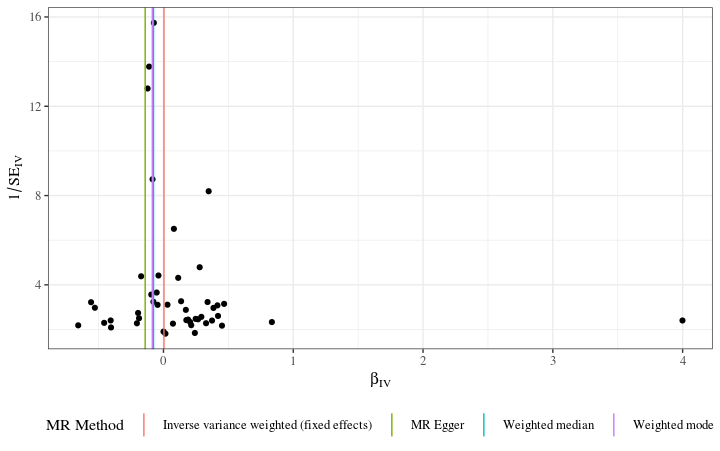 16
12
8
4
1/SE_IV
0
1
2
3
4
β_IV
MR Method
Inverse variance weighted (fixed effects)
MR Egger
Weighted median
Weighted mode